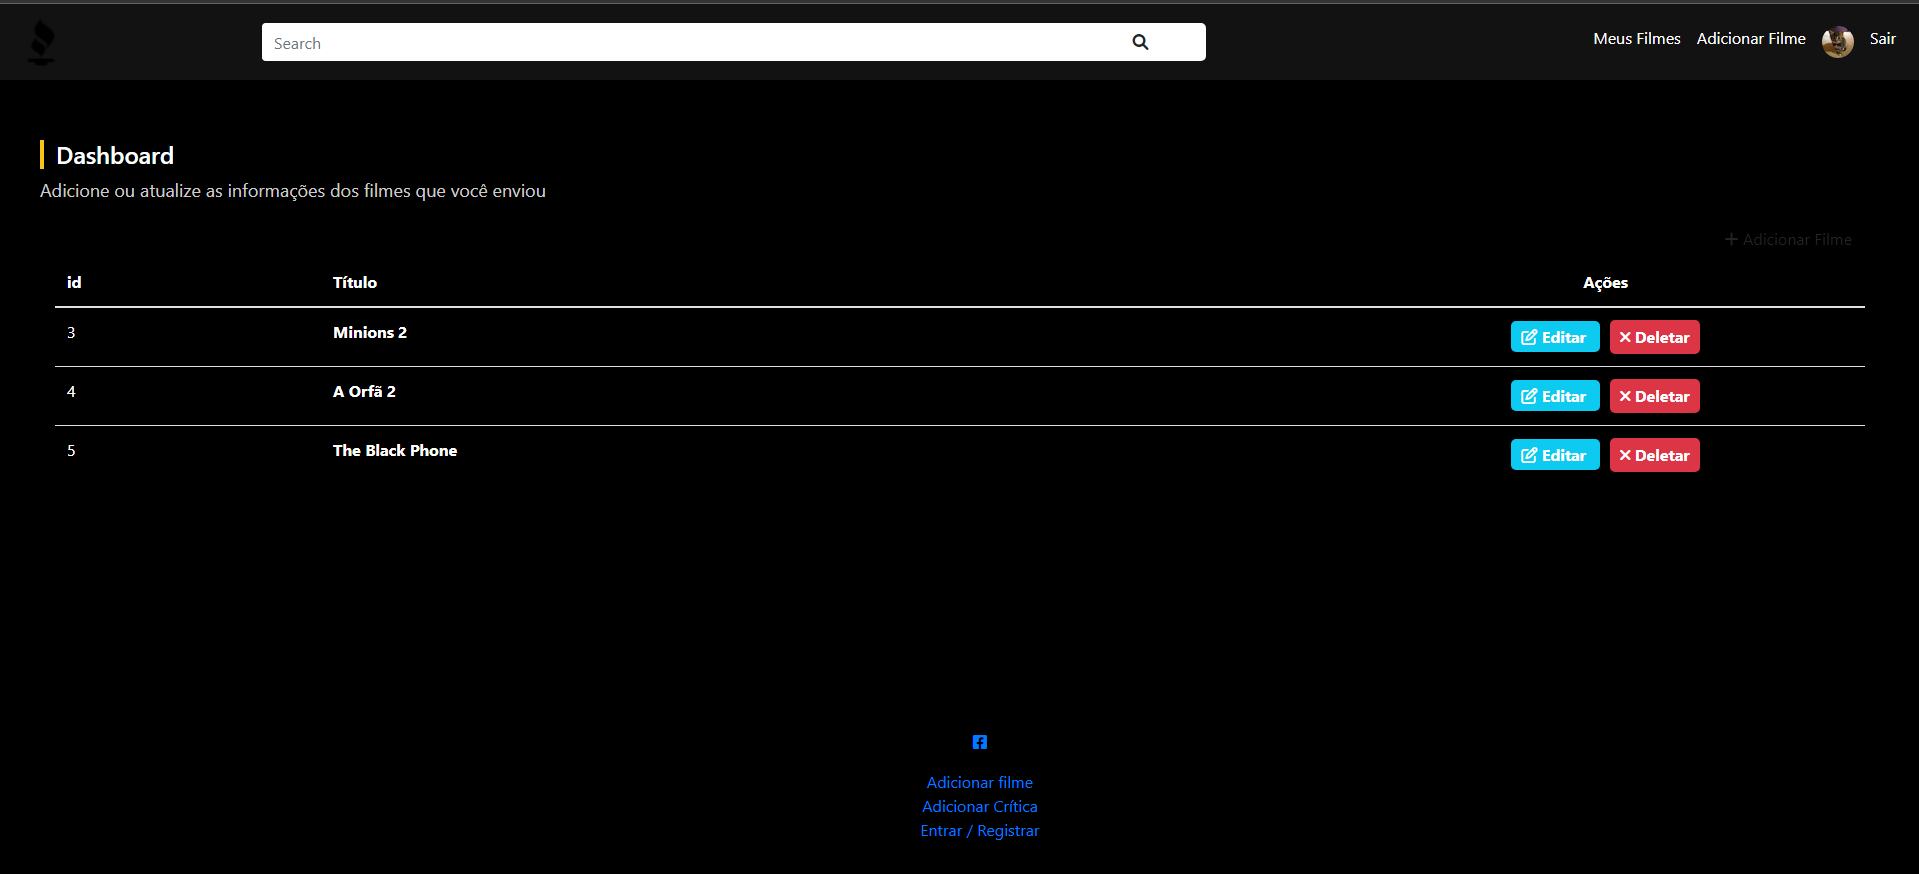 Search
Meus Filmes Adicionar Filme Sair
Dashboard
Adicione ou atualize as informações dos filmes que você enviou
Adicionar Filme
id Título Ações
3 Minions 2 Editar Deletar
4 A Orfã 2 Editar Deletar
5 The Black Phone Editar Deletar
Adicionar filme
Adicionar Crítica
Entrar / Registrar